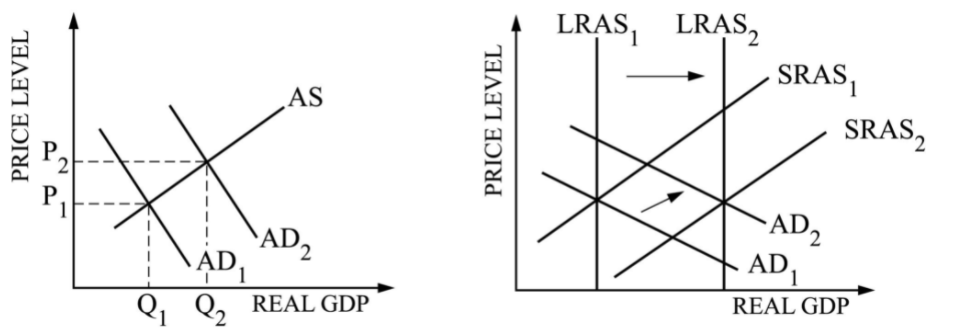 PRICE LEVEL
P₂
P₁
AS
AD₂
AD₁
Q₁
Q₂
REAL GDP
PRICE LEVEL
LRAS₁
LRAS₂
SRAS₁
SRAS₂
AD₂
AD₁
REAL GDP